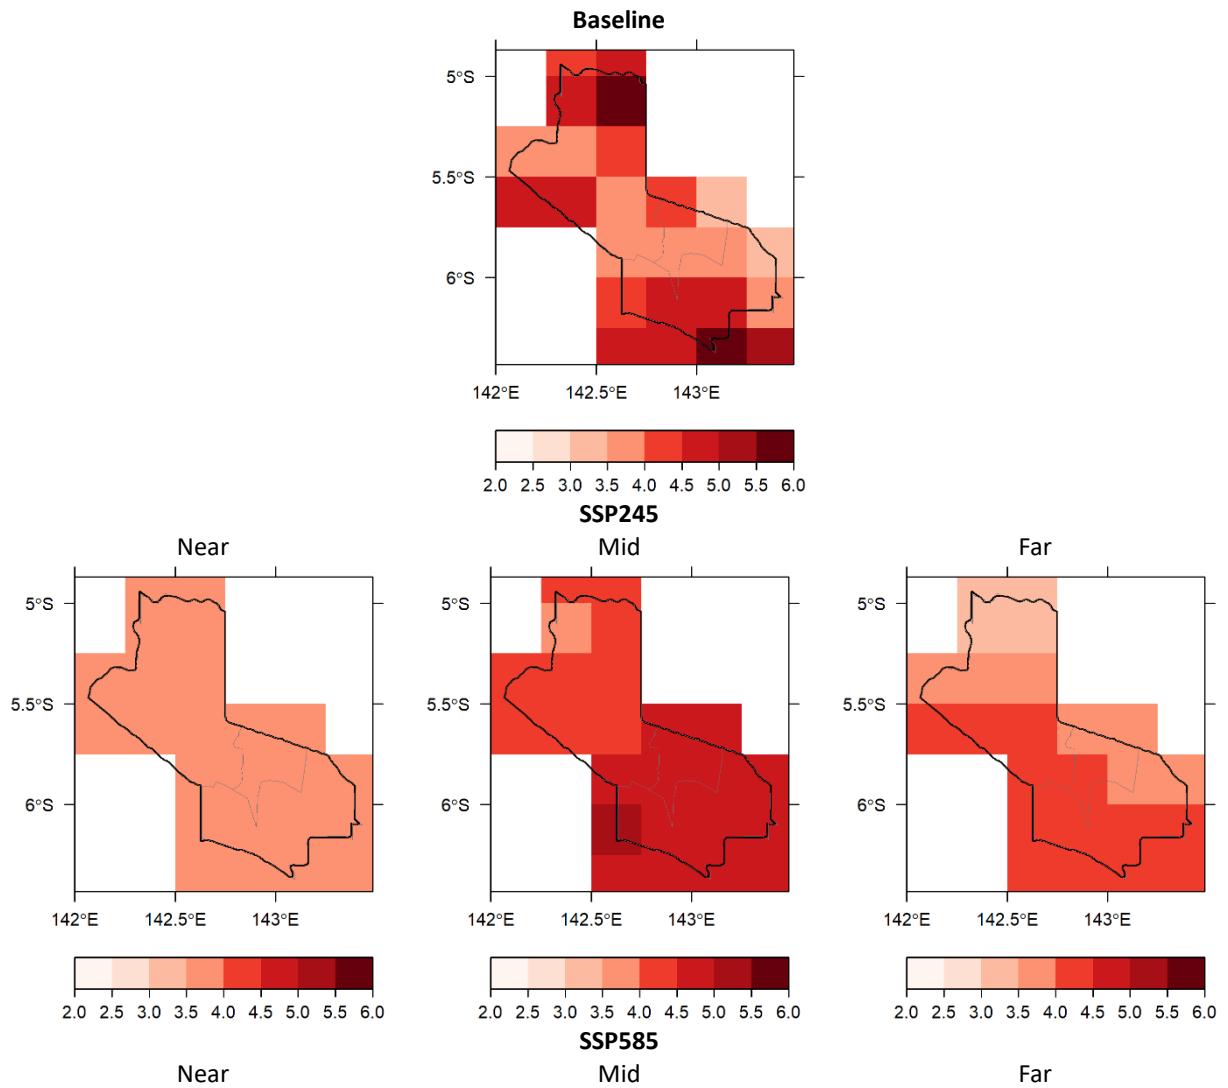 Baseline
5°S
5.5°S
6°S
142°E 142.5°E 143°E
2.0 2.5 3.0 3.5 4.0 4.5 5.0 5.5 6.0
SSP245
Near Mid Far
5°S 5°S 5°S
5.5°S 5.5°S 5.5°S
6°S 6°S 6°S
142°E 142.5°E 143°E 142°E 142.5°E 143°E 142°E 142.5°E 143°E
2.0 2.5 3.0 3.5 4.0 4.5 5.0 5.5 6.0 2.0 2.5 3.0 3.5 4.0 4.5 5.0 5.5 6.0 2.0 2.5 3.0 3.5 4.0 4.5 5.0 5.5 6.0
SSP585
Near Mid Far